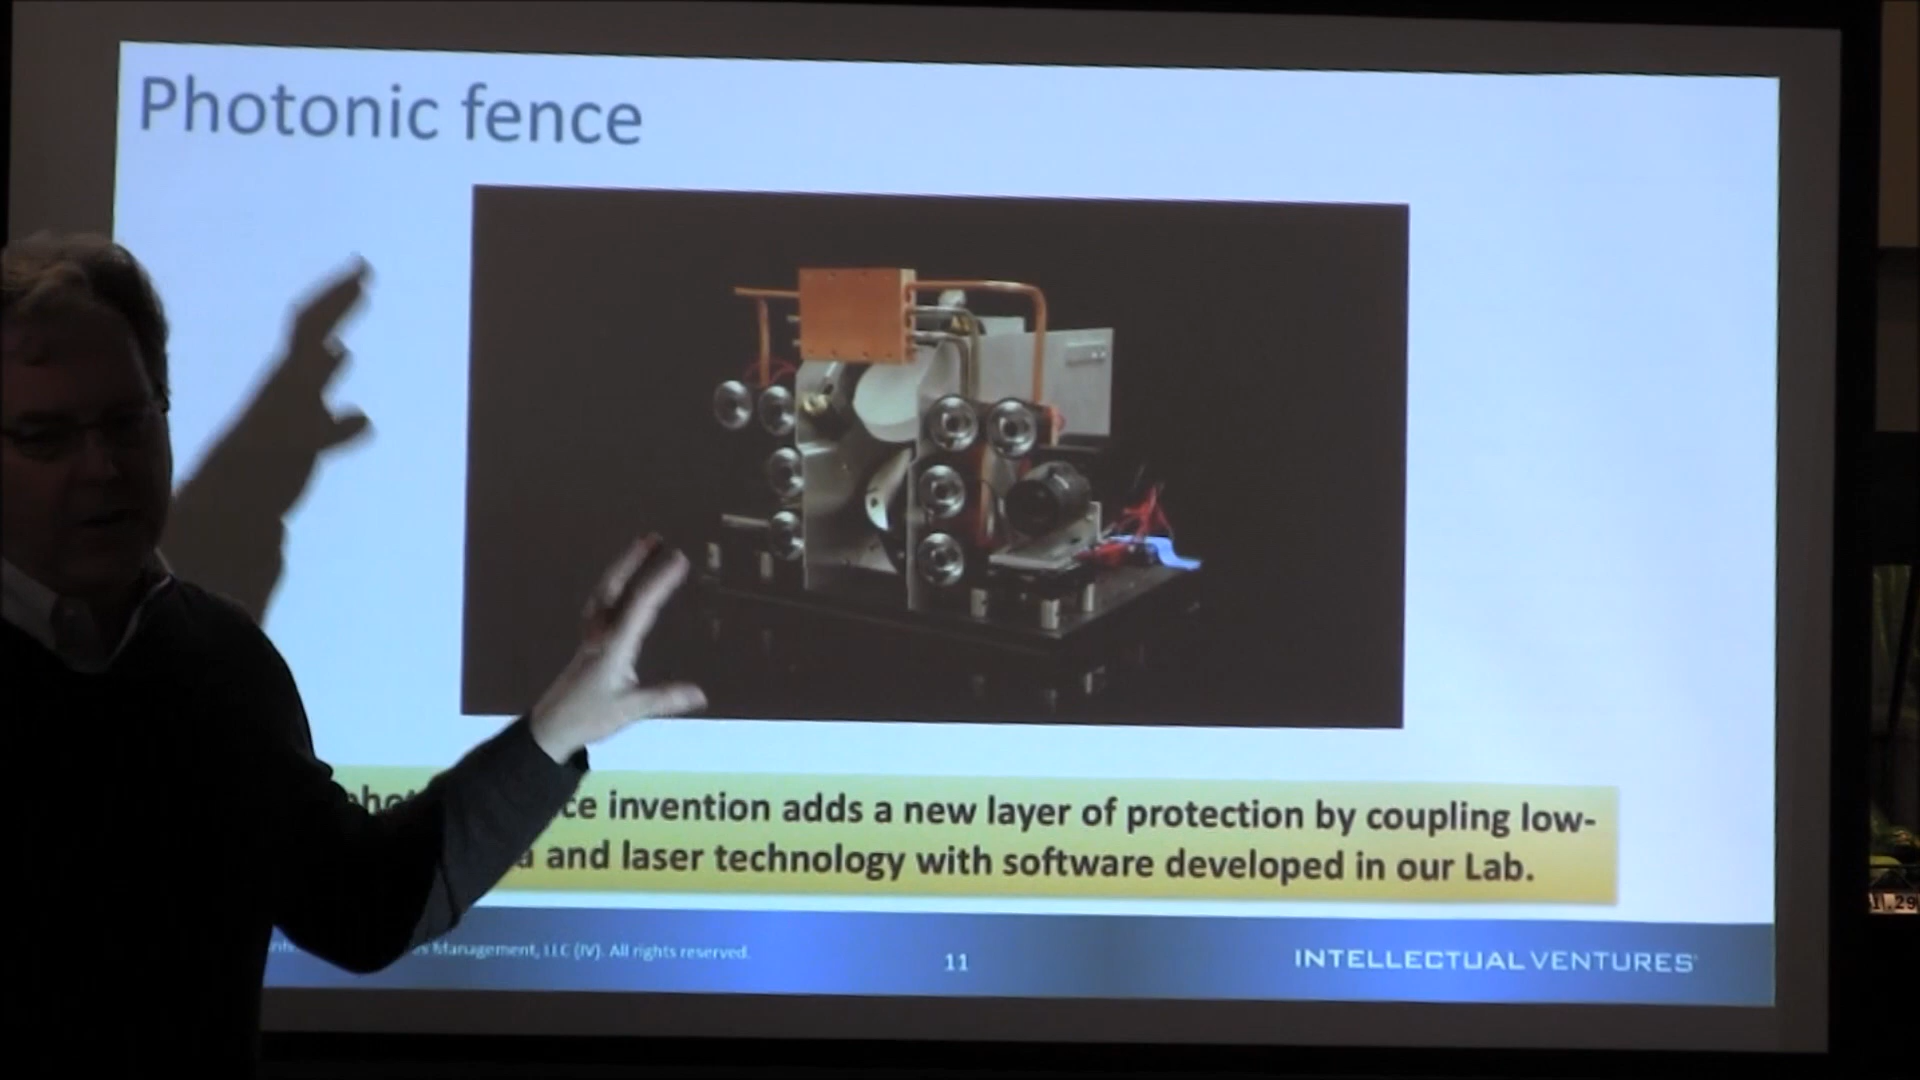 Photonic fence
invention adds a new layer of protection by coupling low-
and laser technology with software developed in our Lab.
Management, LLC (IV). All rights reserved.
11
INTELLECTUAL VENTURES